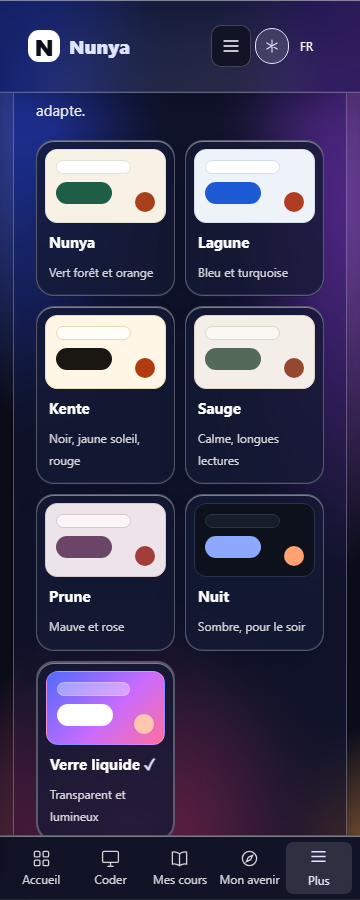 N Nunya
FR
adapte.
Nunya
Vert forêt et orange
Lagune
Bleu et turquoise
Kente
Noir, jaune soleil,
rouge
Sauge
Calme, longues
lectures
Prune
Mauve et rose
Nuit
Sombre, pour le soir
Verre liquide ✓
Transparent et
lumineux
Accueil
Coder
Mes cours
Mon avenir
Plus